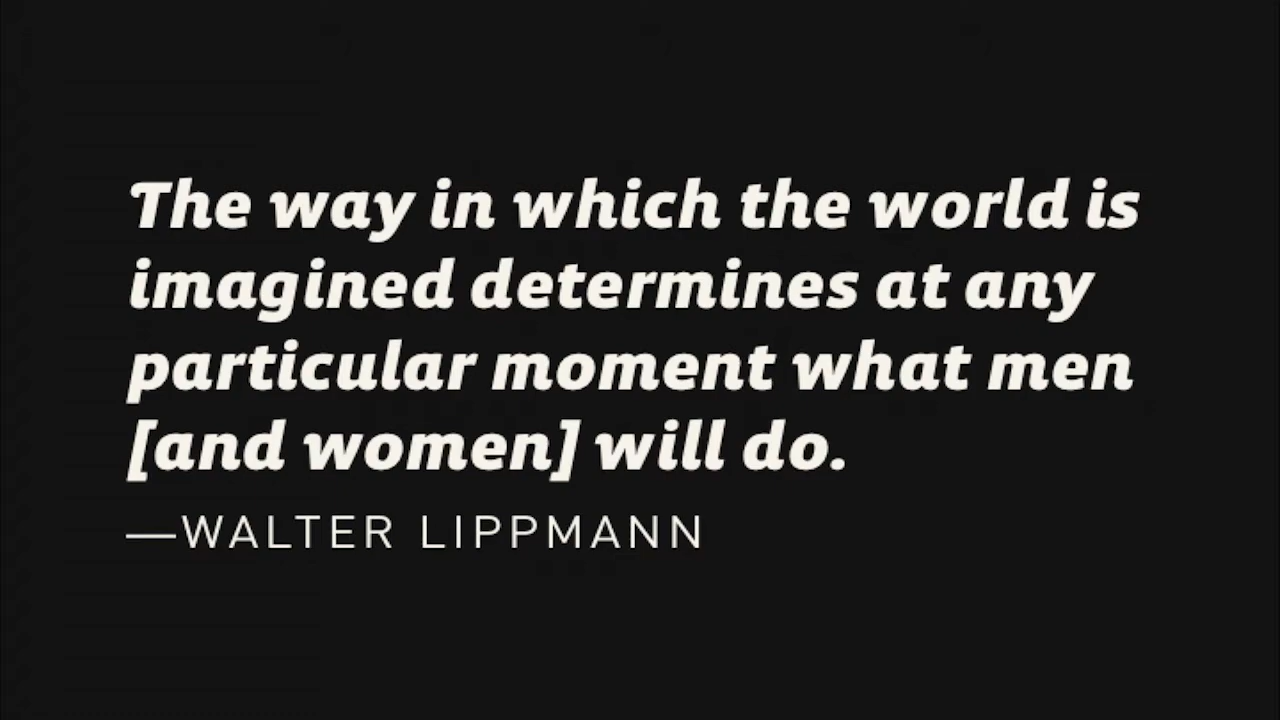 The way in which the world is
imagined determines at any
particular moment what men
[and women] will do.
—WALTER LIPPMANN